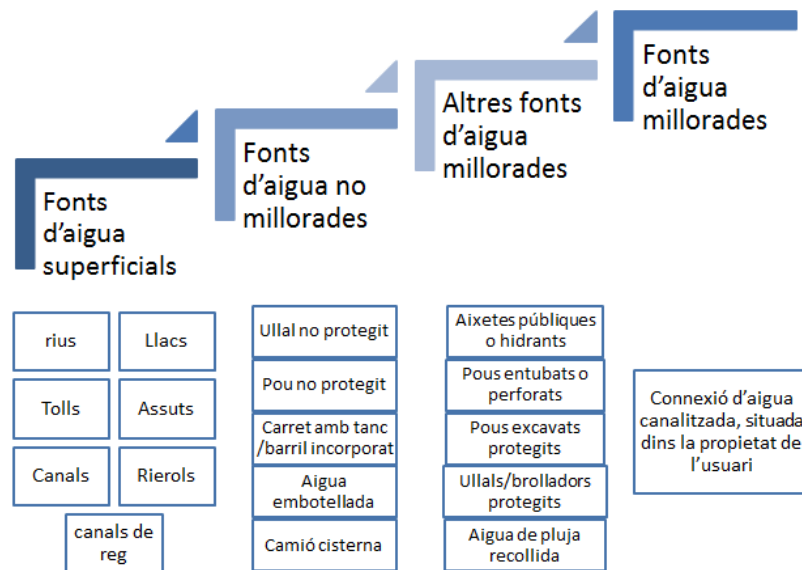 Fonts
d'aigua
superficials
Fonts
d'aigua no
millorades
Altres fonts
d'aigua
millorades
Fonts
d'aigua
millorades
rius
Llacs
Tolls
Assuts
Canals
Rierols
canals de
reg
Ullal no protegit
Pou no protegit
Carret amb tanc
/barril incorporat
Aigua
embotellada
Camió cisterna
Aixetes públiques
o hidrants
Pous entubats o
perforats
Pous excavats
protegits
Ullals/brolladors
protegits
Aigua de pluja
recollida
Connexió d'aigua
canalitzada, situada
dins la propietat de
l'usuari